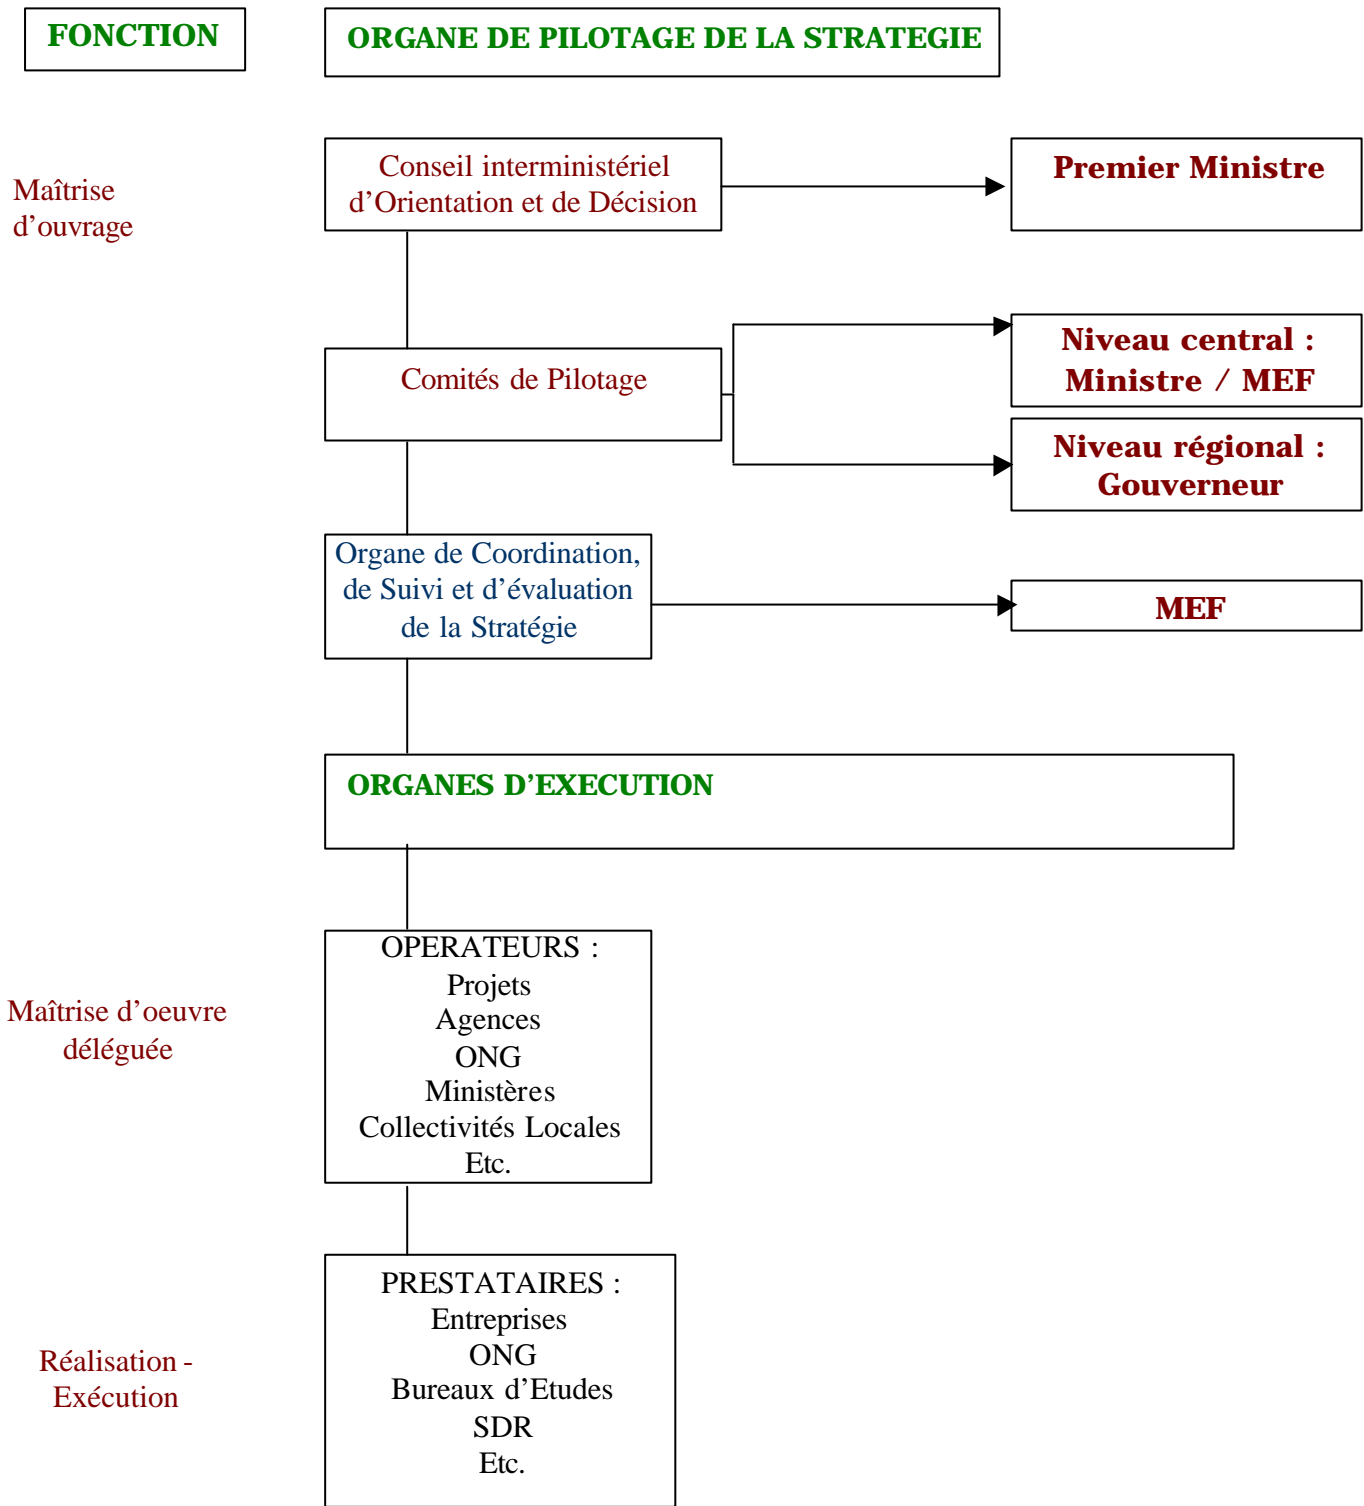 FONCTION
ORGANE DE PILOTAGE DE LA STRATEGIE
Maîtrise
d’ouvrage
Conseil interministériel
d’Orientation et de Décision
Premier Ministre
Comités de Pilotage
Niveau central :
Ministre / MEF
Niveau régional :
Gouverneur
Organe de Coordination,
de Suivi et d’évaluation
de la Stratégie
MEF
ORGANES D’EXECUTION
Maîtrise d’oeuvre
déléguée
OPERATEURS :
Projets
Agences
ONG
Ministères
Collectivités Locales
Etc.
Réalisation -
Exécution
PRESTATAIRES :
Entreprises
ONG
Bureaux d’Etudes
SDR
Etc.